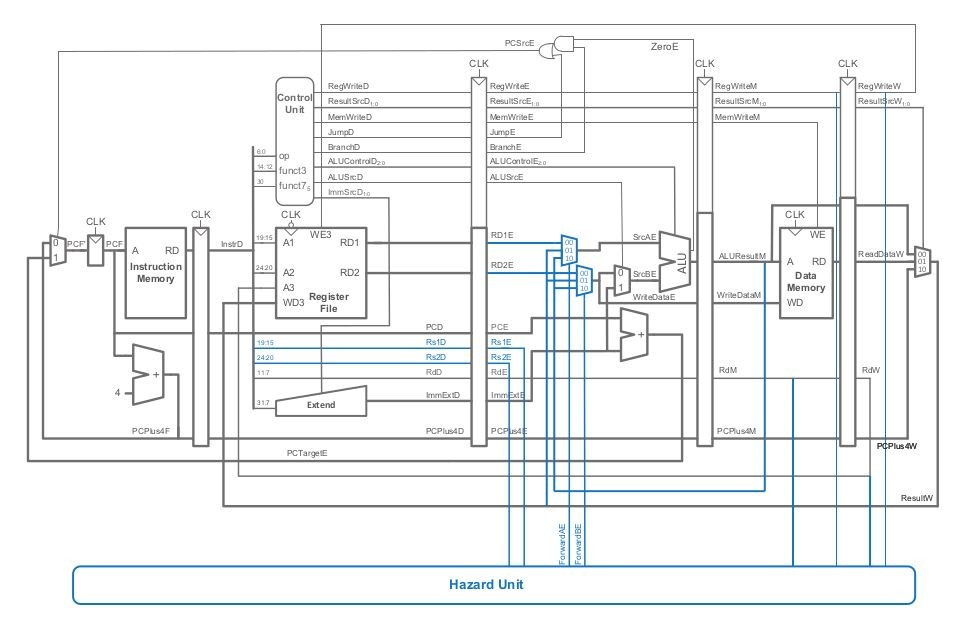 PCSrcE
ZeroE
CLK
CLK
CLK
Control
Unit
RegWriteD
RegWriteE
RegWriteM
RegWriteW
ResultSrcD1:0
ResultSrcE1:0
ResultSrcM1:0
ResultSrcW1:0
MemWriteD
MemWriteE
MemWriteM
JumpD
JumpE
BranchD
BranchE
6:0
op
14:12
funct3
30
funct75
ALUControlD2:0
ALUControlE2:0
ALUSrcD
ALUSrcE
ImmSrcD1:0
CLK
CLK
CLK
CLK
0
1
PCF'
PCF
A
RD
Instruction
Memory
InstrD
19:15
A1
WE3
RD1
24:20
A2
RD2
A3
WD3
Register
File
RD1E
RD2E
00
01
10
00
01
10
SrcAE
0
1
SrcBE
ALU
WriteDataE
ALUResultM
WriteDataM
A
WE
RD
Data
Memory
WD
ReadDataW
00
01
10
PCD
PCE
+
19:15
Rs1D
Rs1E
24:20
Rs2D
Rs2E
11:7
RdD
RdE
RdM
RdW
+
4
31:7
Extend
ImmExtD
ImmExtE
PCPlus4F
PCPlus4D
PCPlus4E
PCPlus4M
PCPlus4W
PCTargetE
ResultW
ForwardAE
ForwardBE
Hazard Unit